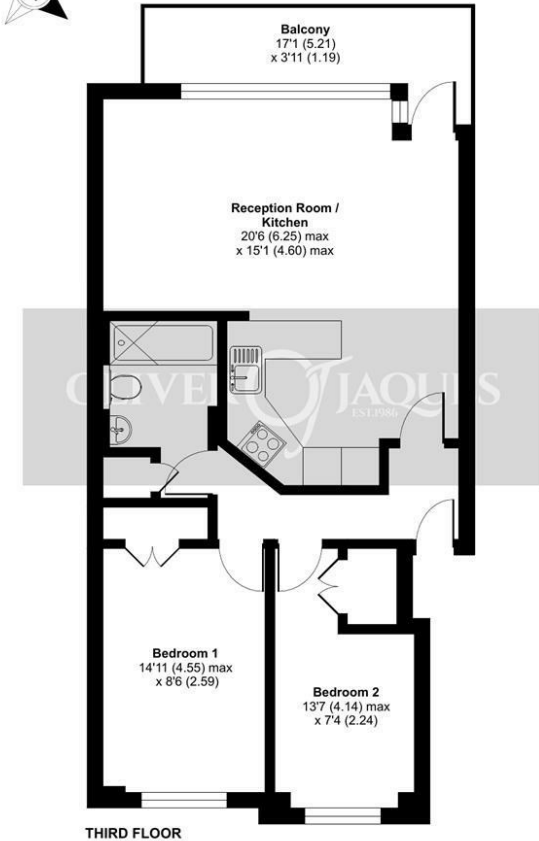 Balcony
17'1 (5.21)
x 3'11 (1.19)
Reception Room /
Kitchen
20'6 (6.25) max
x 15'1 (4.60) max
OLIVER JAQUES
EST.1986
Bedroom 1
14'11 (4.55) max
x 8'6 (2.59)
Bedroom 2
13'7 (4.14) max
x 7'4 (2.24)
THIRD FLOOR